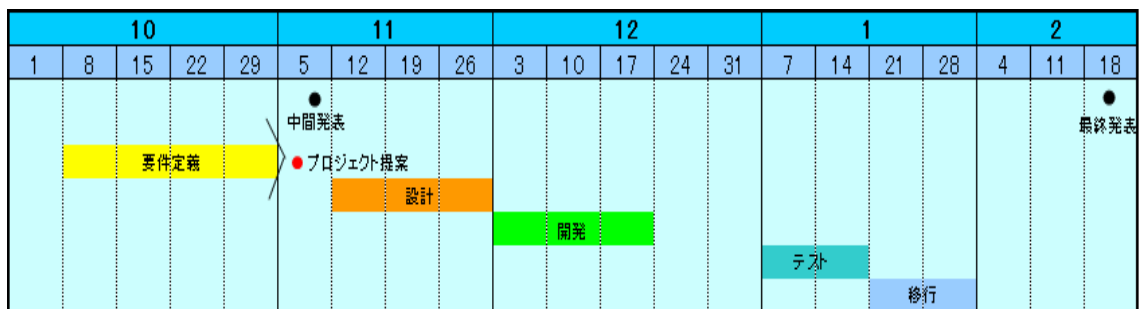 10 11 12 1 2
1 8 15 22 29 5 12 19 26 3 10 17 24 31 7 14 21 28 4 11 18
中間発表 最終発表
要件定義 プロジェクト提案
設計
開発
テスト
移行